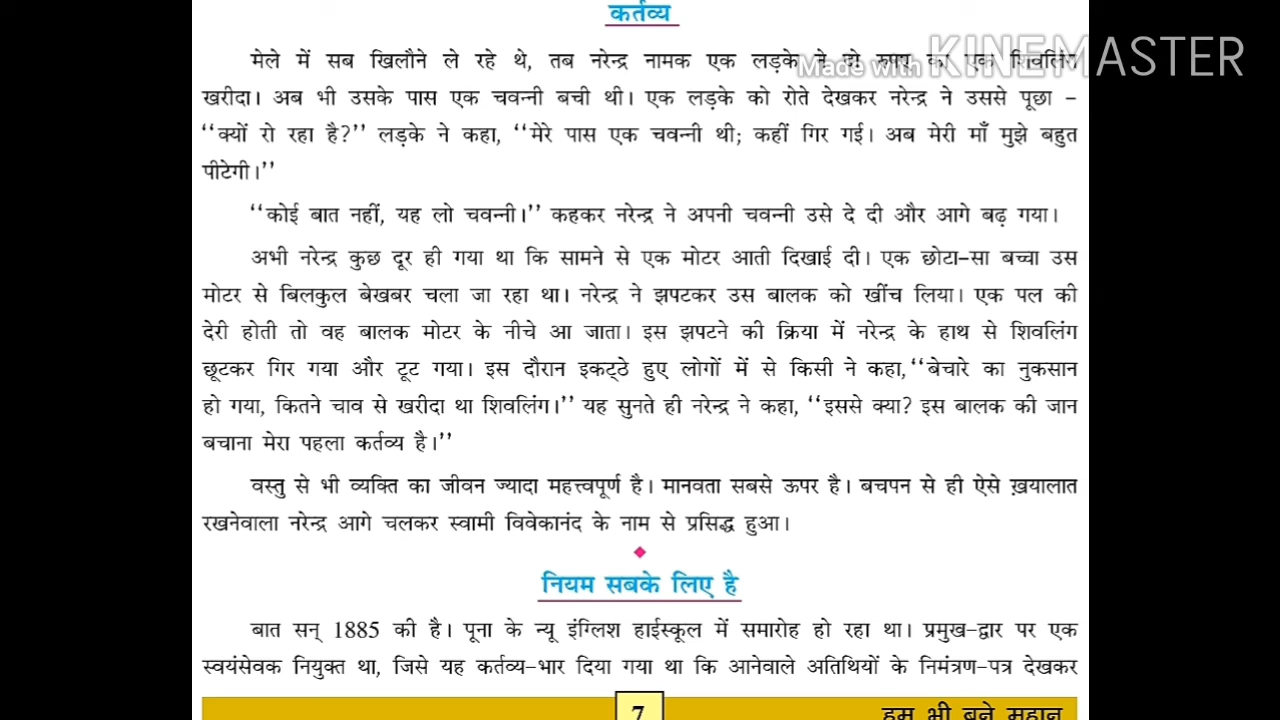 कर्तव्य
मेले में सब खिलौने ले रहे थे, तब नरेन्द्र नामक एक लड़के ने दो रुपए का एक शिवलिंग
Made with KINEMASTER
खरीदा। अब भी उसके पास एक चवन्नी बची थी। एक लड़के को रोते देखकर नरेन्द्र ने उससे पूछा –
‘‘क्यों रो रहा है?’’ लड़के ने कहा, ‘‘मेरे पास एक चवन्नी थी; कहीं गिर गई। अब मेरी माँ मुझे बहुत
पीटेगी।’’
‘‘कोई बात नहीं, यह लो चवन्नी।’’ कहकर नरेन्द्र ने अपनी चवन्नी उसे दे दी और आगे बढ़ गया।
अभी नरेन्द्र कुछ दूर ही गया था कि सामने से एक मोटर आती दिखाई दी। एक छोटा-सा बच्चा उस
मोटर से बिलकुल बेखबर चला जा रहा था। नरेन्द्र ने झपटकर उस बालक को खींच लिया। एक पल की
देरी होती तो वह बालक मोटर के नीचे आ जाता। इस झपटने की क्रिया में नरेन्द्र के हाथ से शिवलिंग
छूटकर गिर गया और टूट गया। इस दौरान इकट्ठे हुए लोगों में से किसी ने कहा, ‘‘बेचारे का नुकसान
हो गया, कितने चाव से खरीदा था शिवलिंग।’’ यह सुनते ही नरेन्द्र ने कहा, ‘‘इससे क्या? इस बालक की जान
बचाना मेरा पहला कर्तव्य है।’’
वस्तु से भी व्यक्ति का जीवन ज्यादा महत्त्वपूर्ण है। मानवता सबसे ऊपर है। बचपन से ही ऐसे ख़यालात
रखनेवाला नरेन्द्र आगे चलकर स्वामी विवेकानंद के नाम से प्रसिद्ध हुआ।
नियम सबके लिए है
बात सन् 1885 की है। पूना के न्यू इंग्लिश हाईस्कूल में समारोह हो रहा था। प्रमुख-द्वार पर एक
स्वयंसेवक नियुक्त था, जिसे यह कर्तव्य-भार दिया गया था कि आनेवाले अतिथियों के निमंत्रण-पत्र देखकर
7
हम भी बने महान